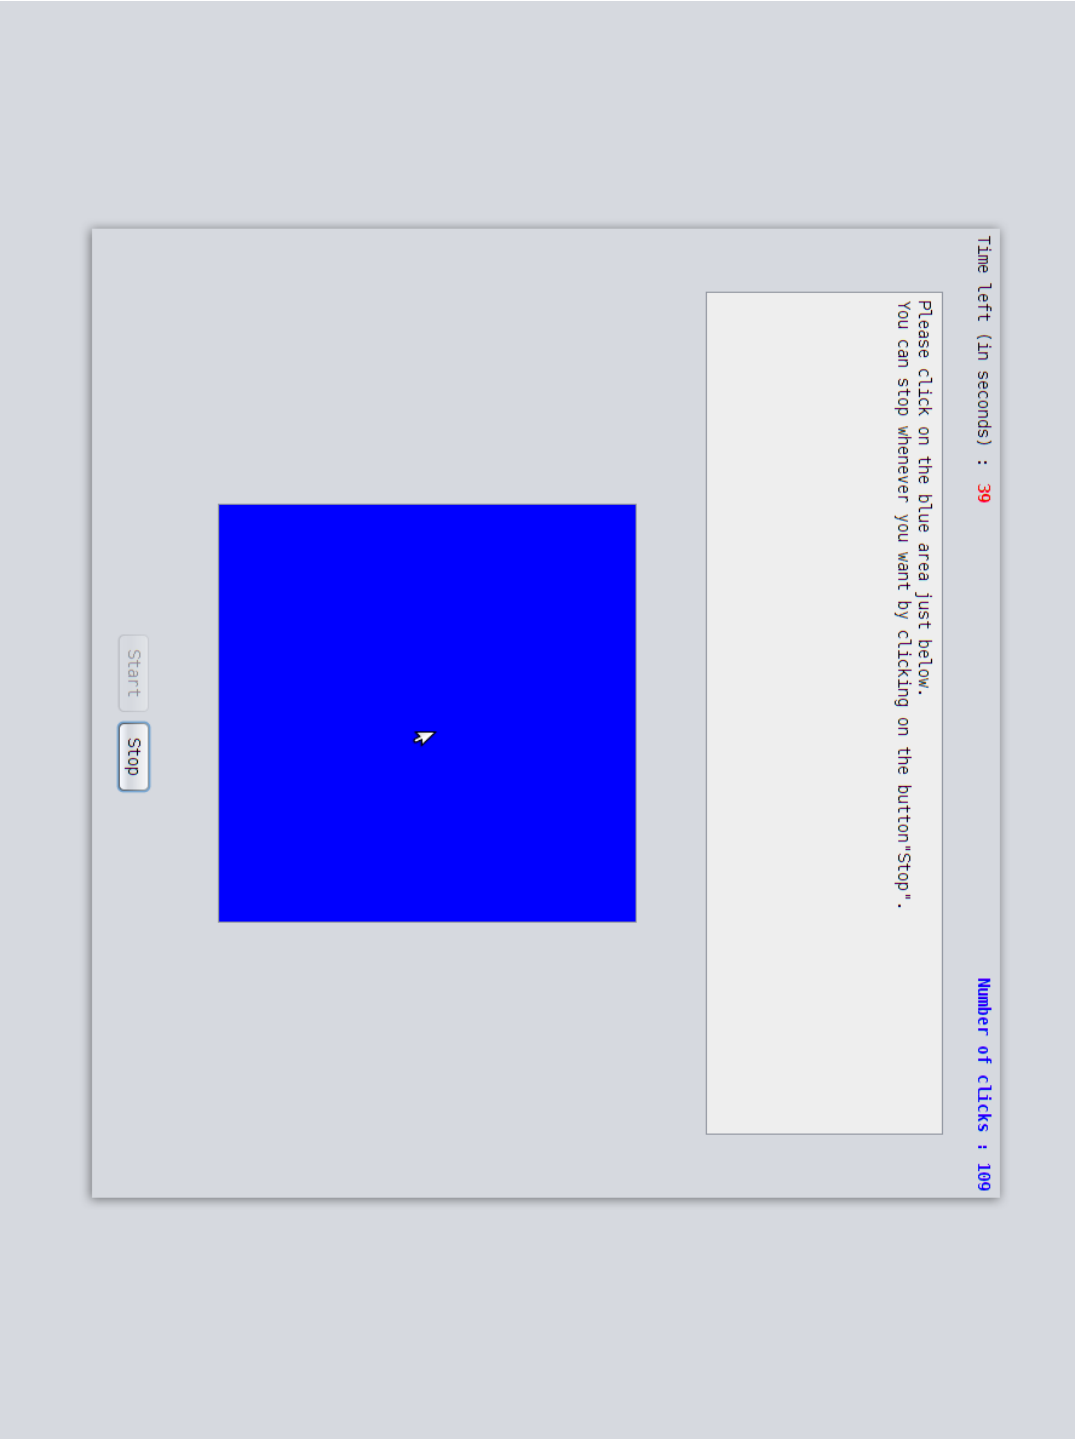 Time left (in seconds) : 39
Number of clicks : 109
Please click on the blue area just below.
You can stop whenever you want by clicking on the button"Stop".
Start
Stop